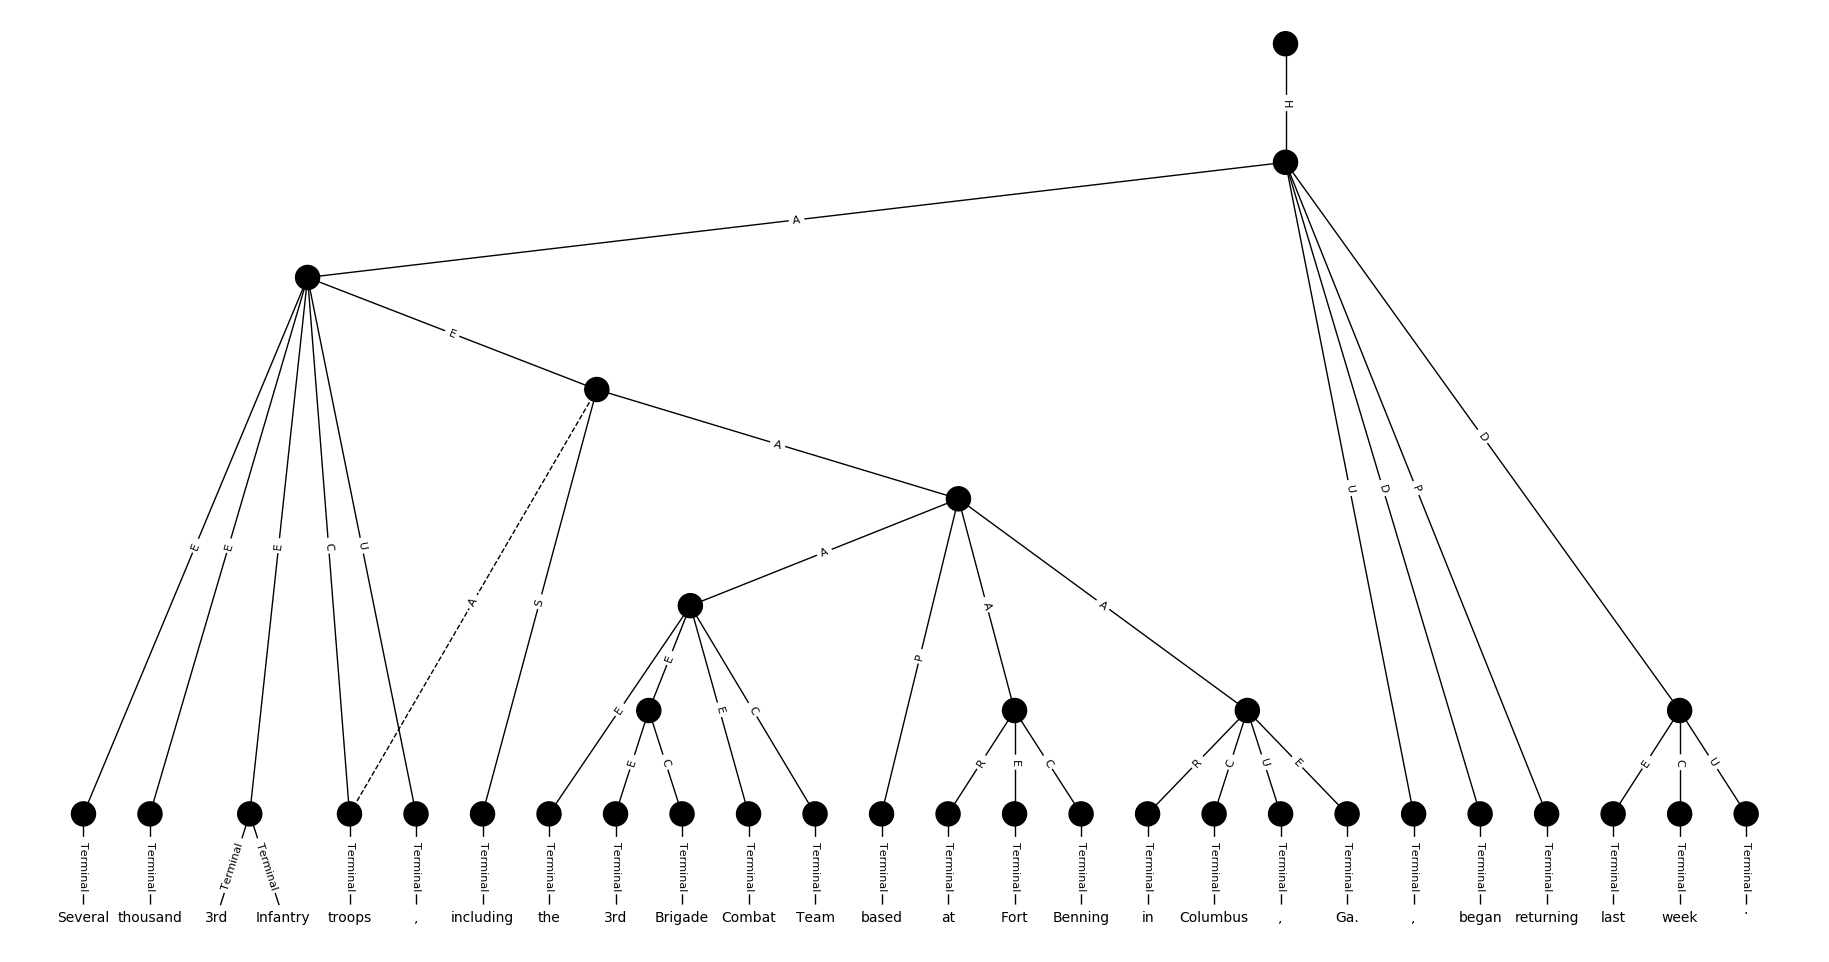 H
A
E
A
D
U
D
P
E
E
E
C
U
A
S
A
P
A
A
E
E
E
C
E
C
R
E
C
R
C
U
E
E
C
U
Terminal Terminal Terminal Terminal Terminal Terminal Terminal Terminal Terminal Terminal Terminal Terminal Terminal Terminal Terminal Terminal Terminal Terminal Terminal Terminal Terminal Terminal Terminal Terminal Terminal Terminal
Several thousand 3rd Infantry troops , including the 3rd Brigade Combat Team based at Fort Benning in Columbus , Ga. , began returning last week .